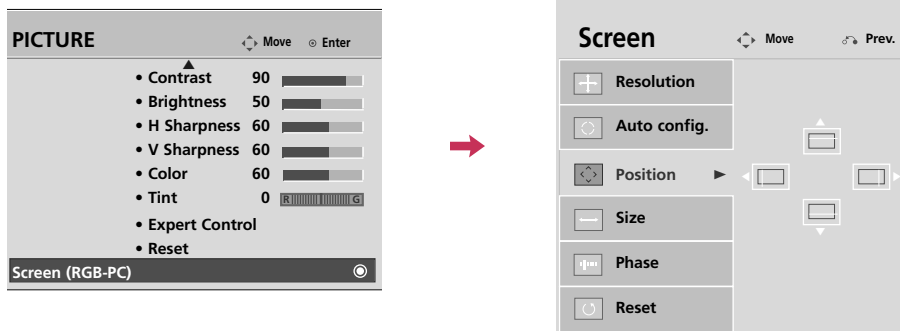 PICTURE
Move
Enter
• Contrast 90
• Brightness 50
• H Sharpness 60
• V Sharpness 60
• Color 60
• Tint 0 R G
• Expert Control
• Reset
Screen (RGB-PC)
Screen
Move
Prev.
Resolution
Auto config.
Position
Size
Phase
Reset